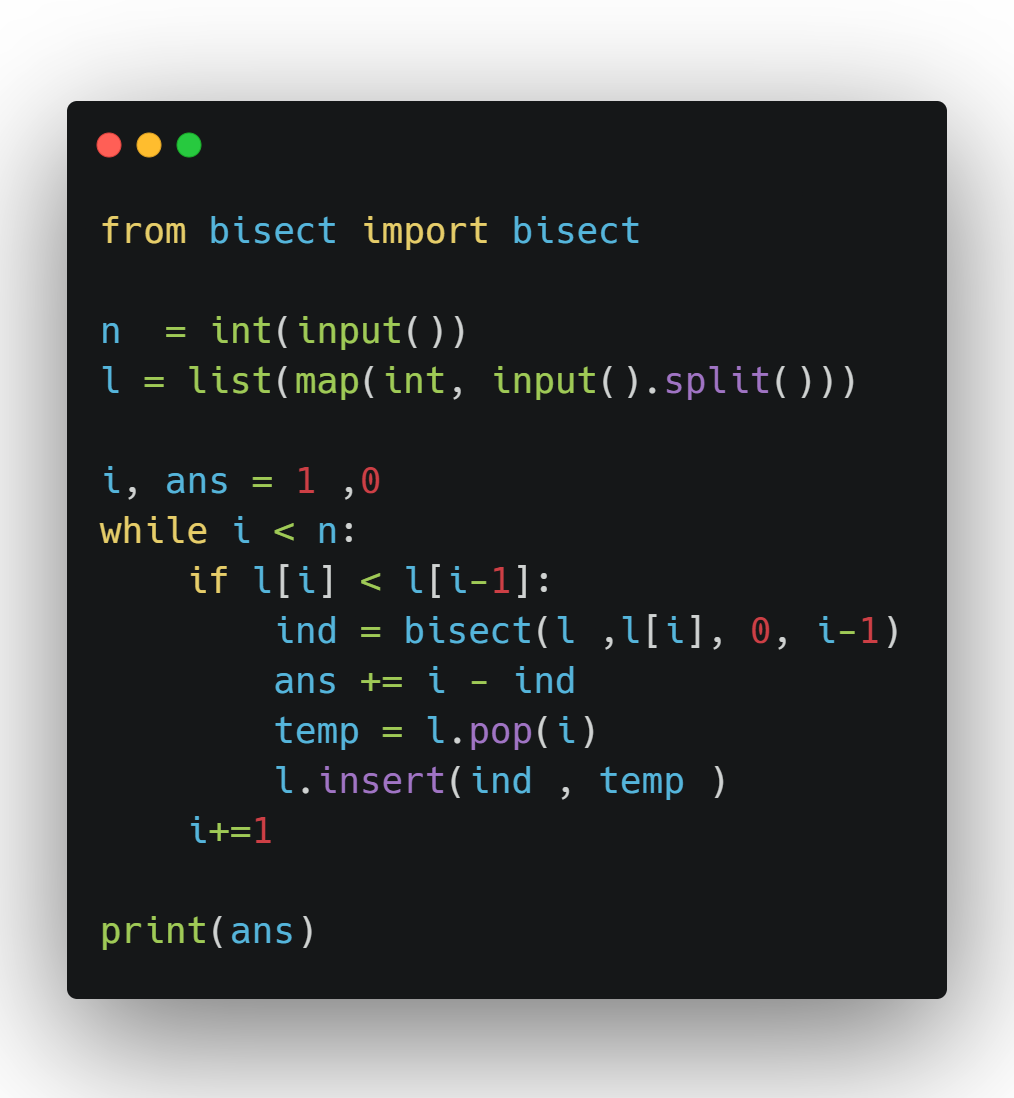 from bisect import bisect
n  = int(input())
l = list(map(int, input().split()))
i, ans = 1 ,0
while i < n:
    if l[i] < l[i-1]:
        ind = bisect(l ,l[i], 0, i-1)
        ans += i - ind
        temp = l.pop(i)
        l.insert(ind , temp )
    i+=1
print(ans)